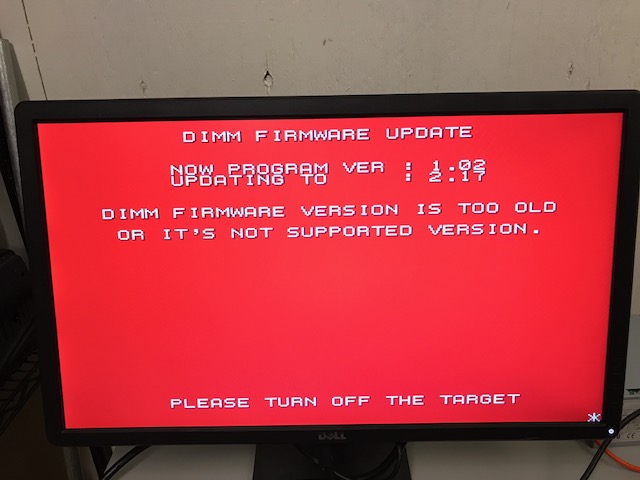 DIMM FIRMWARE UPDATE
NOW PROGRAM VER : 1.02
UPDATING TO : 2.17
DIMM FIRMWARE VERSION IS TOO OLD
OR IT'S NOT SUPPORTED VERSION.
PLEASE TURN OFF THE TARGET
DELL